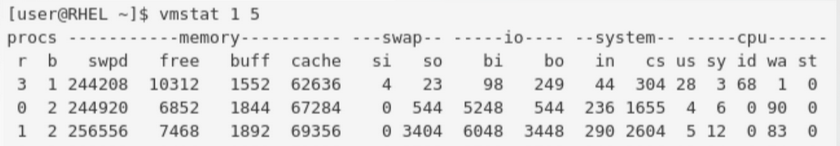 [user@RHEL ~]$ vmstat 1 5
procs -----------memory---------- ---swap-- -----io---- --system-- -----cpu------
 r  b   swpd   free   buff  cache   si   so    bi    bo   in   cs us sy id wa st
 3  1 244208  10312   1552  62636    4   23    98   249   44  304 28  3 68  1  0
 0  2 244920   6852   1844  67284    0  544  5248   544  236 1655  4  6  0 90  0
 1  2 256556   7468   1892  69356    0 3404  6048  3448  290 2604  5 12  0 83  0